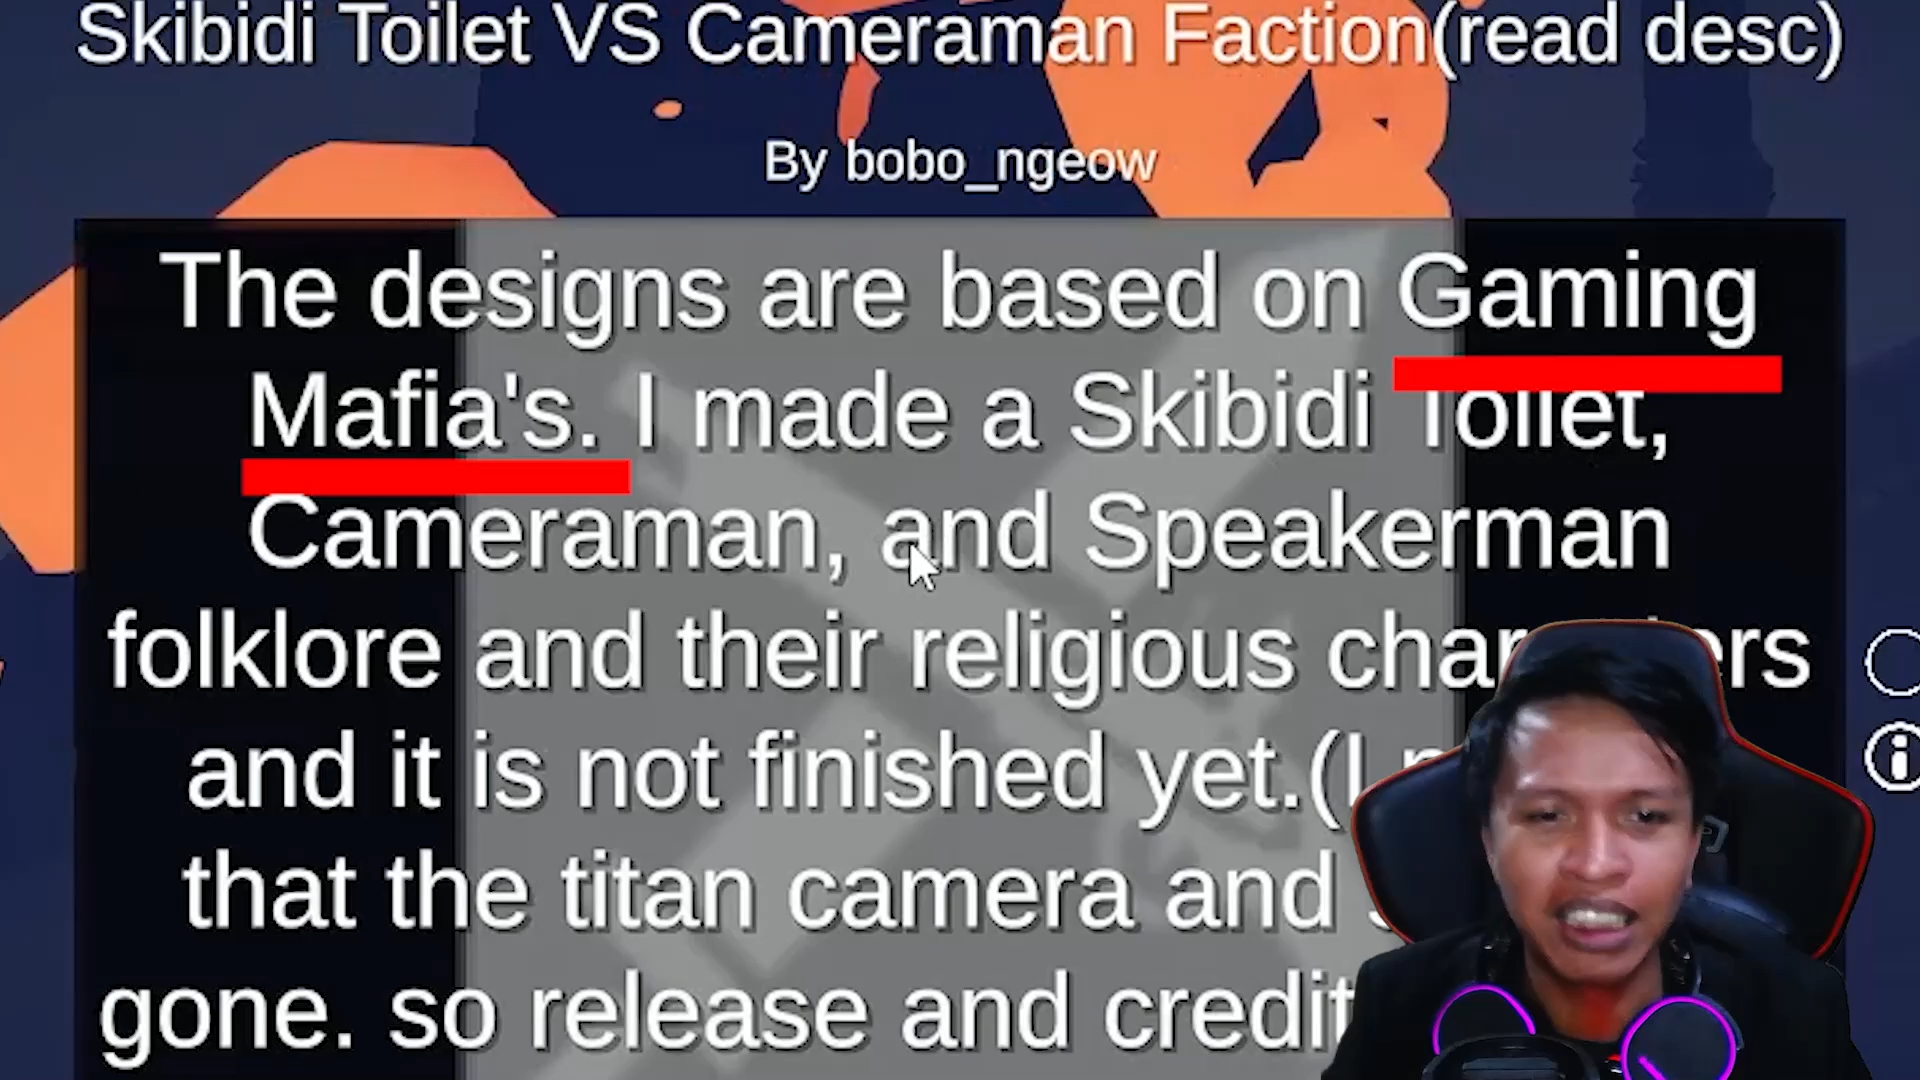 Skibidi Toilet VS Cameraman Faction(read desc)
By bobo_ngeow
The designs are based on Gaming
Mafia's. I made a Skibidi Toilet,
Cameraman, and Speakerman
folklore and their religious
and it is not finished yet.(I
that the titan camera and
gone. so release and credit